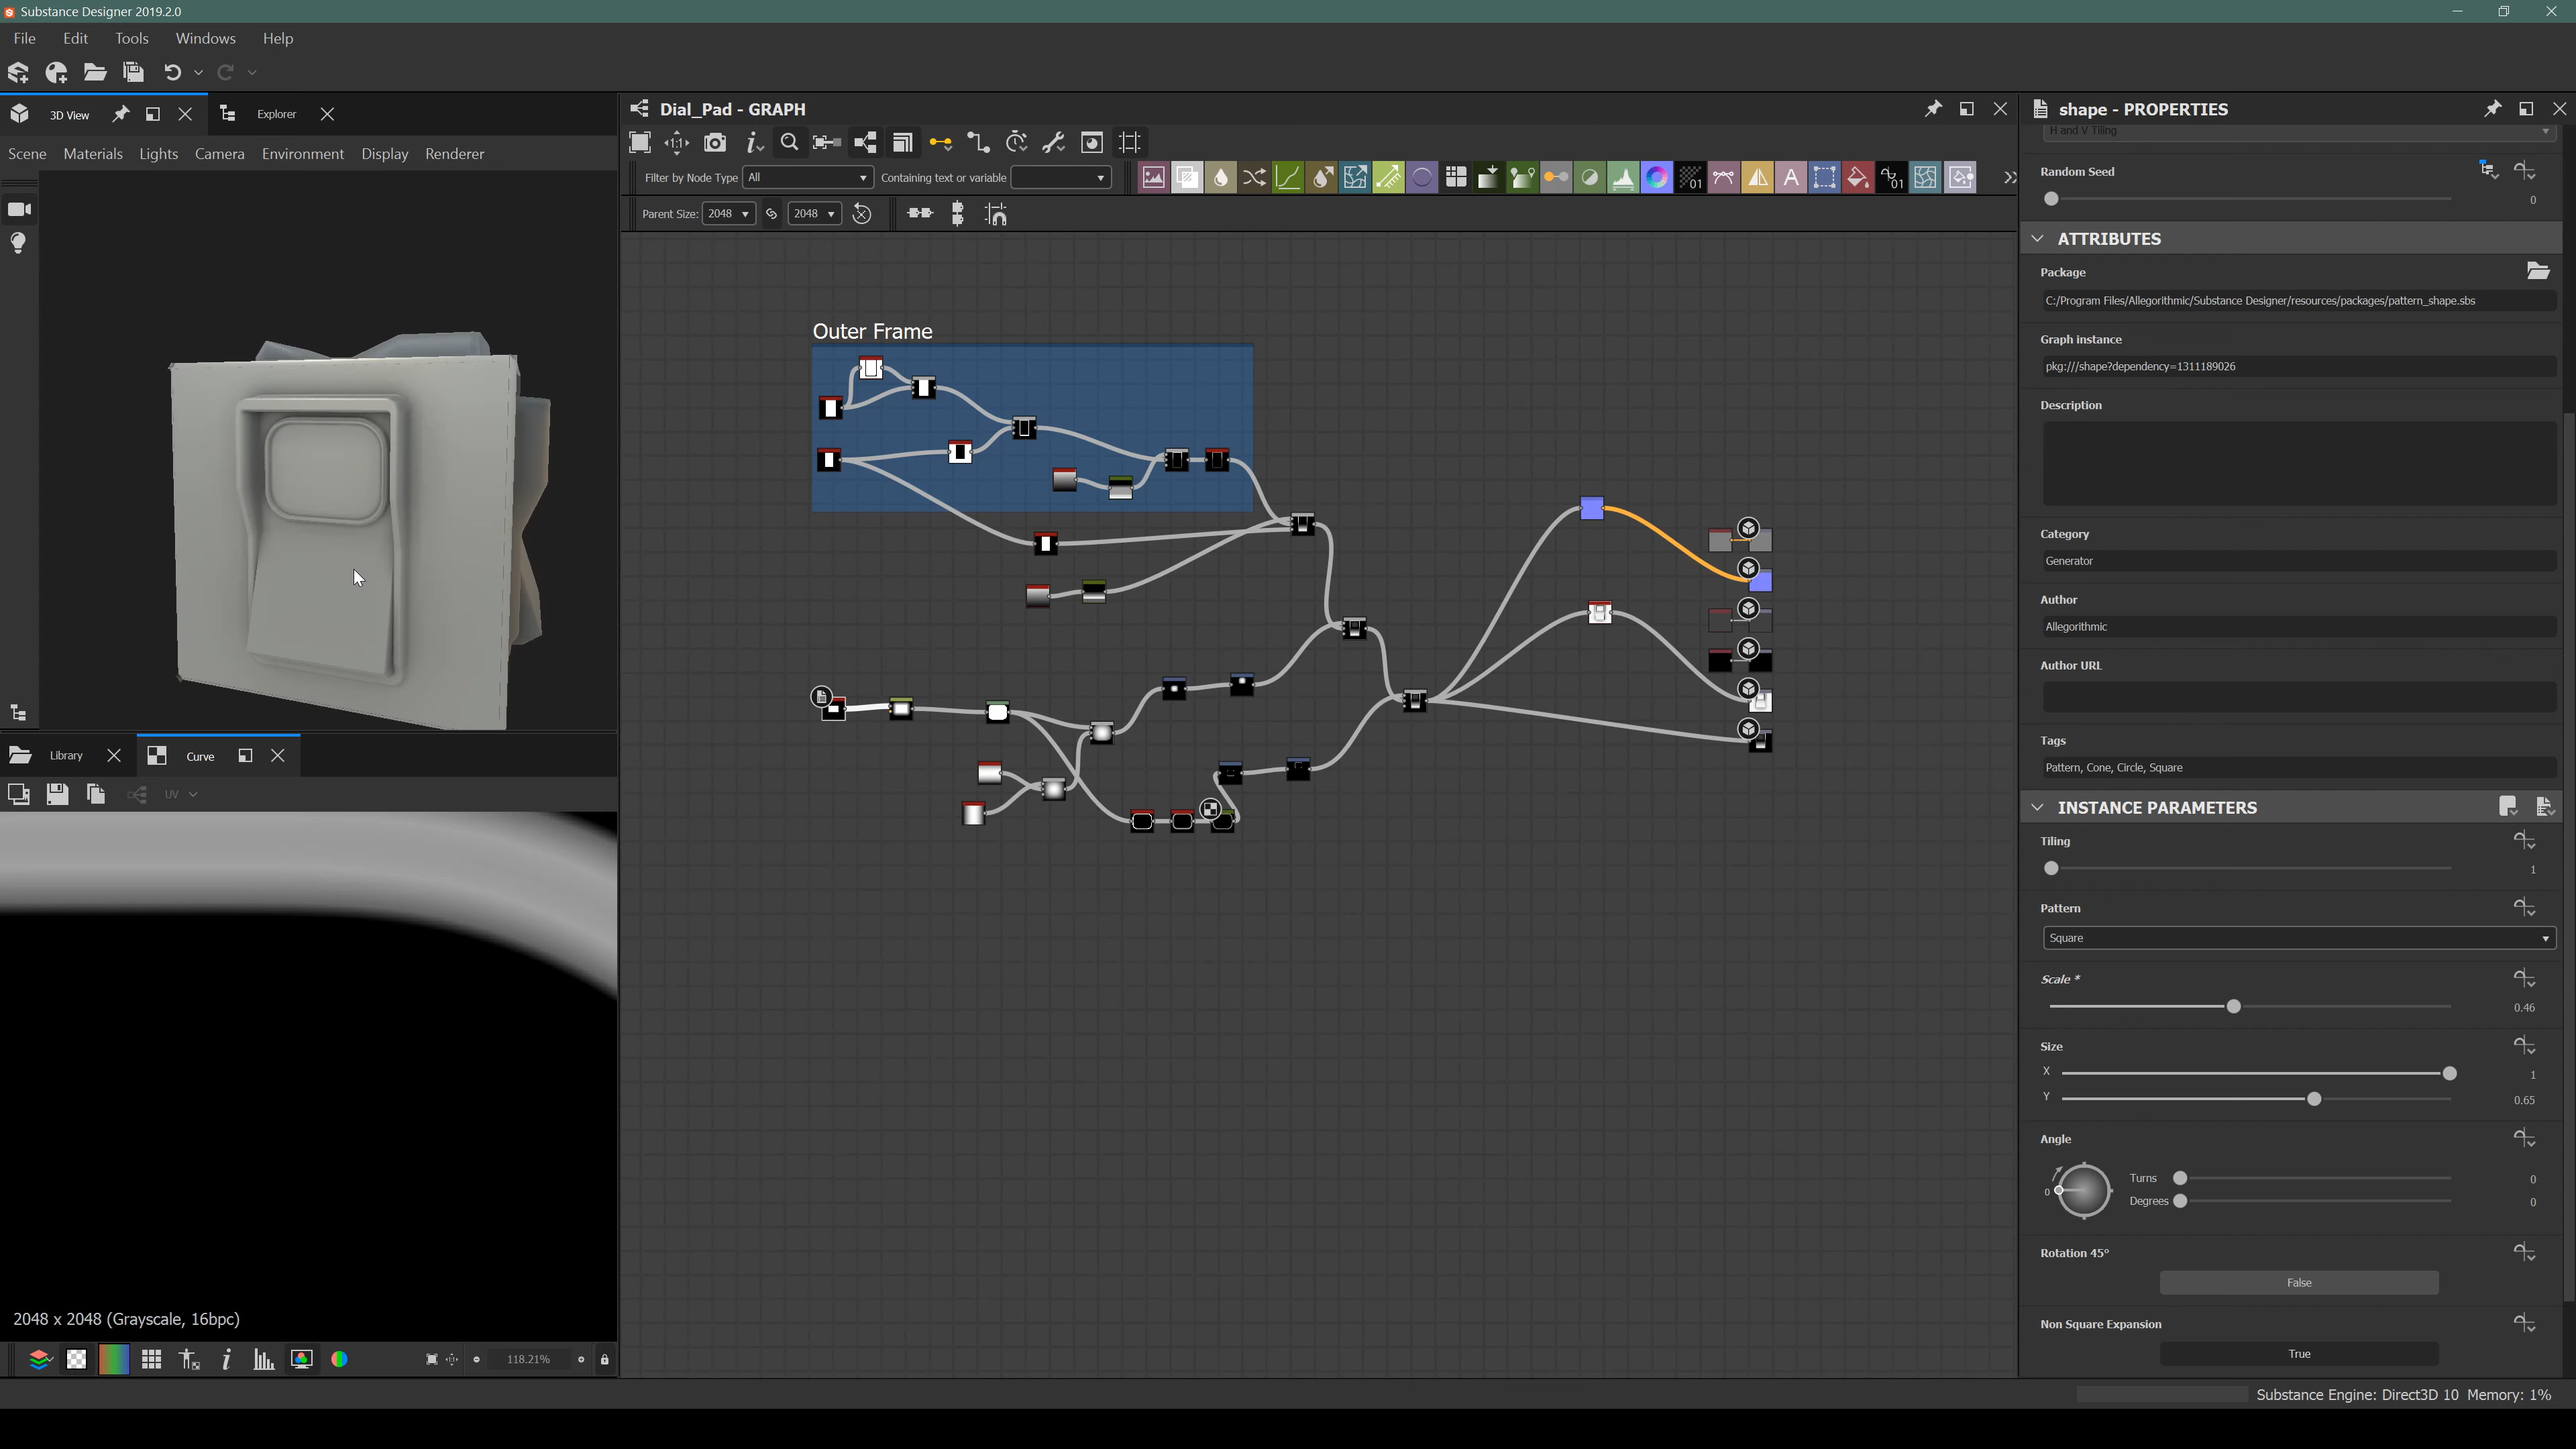 Substance Designer 2019.2.0
File Edit Tools Windows Help
3D View Explorer
Scene Materials Lights Camera Environment Display Renderer
Dial_Pad - GRAPH
Filter by Node Type All Containing text or variable
Parent Size: 2048 2048
Outer Frame
Library Curve
UV
2048 x 2048 (Grayscale, 16bpc)
118.21%
shape - PROPERTIES
H and V Tiling
Random Seed
0
ATTRIBUTES
Package
C:/Program Files/Allegorithmic/Substance Designer/resources/packages/pattern_shape.sbs
Graph instance
pkg:///shape?dependency=1311189026
Description
Category
Generator
Author
Allegorithmic
Author URL
Tags
Pattern, Cone, Circle, Square
INSTANCE PARAMETERS
Tiling
1
Pattern
Square
Scale *
0.46
Size
X 1
Y 0.65
Angle
0 Turns 0
Degrees 0
Rotation 45°
False
Non Square Expansion
True
Substance Engine: Direct3D 10 Memory: 1%